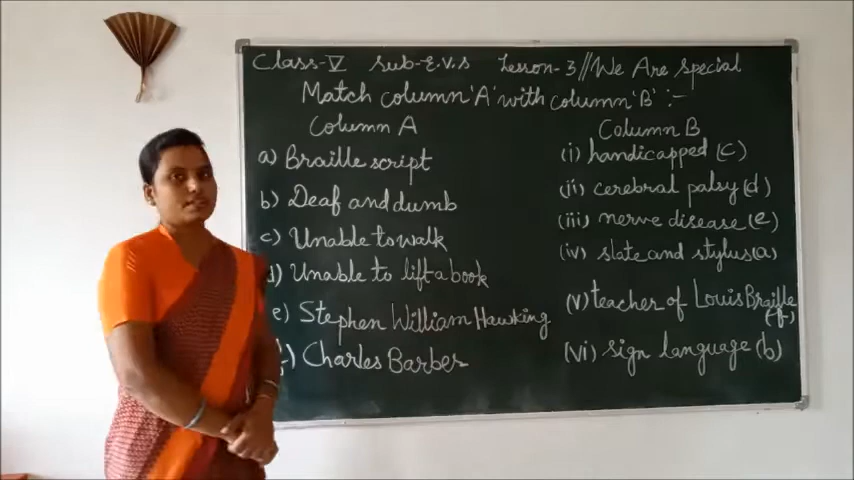 Class-V Sub-E.V.S Lesson-3//We Are Special
Match Column 'A' with Column 'B' :-
Column A Column B
a) Braille script (i) handicapped (c)
b) Deaf and dumb (ii) cerebral palsy (d)
c) Unable to walk (iii) nerve disease (e)
d) Unable to lift a book (iv) slate and stylus (a)
e) Stephen William Hawking (v) teacher of Louis Braille (f)
f) Charles Barber (vi) sign language (b)